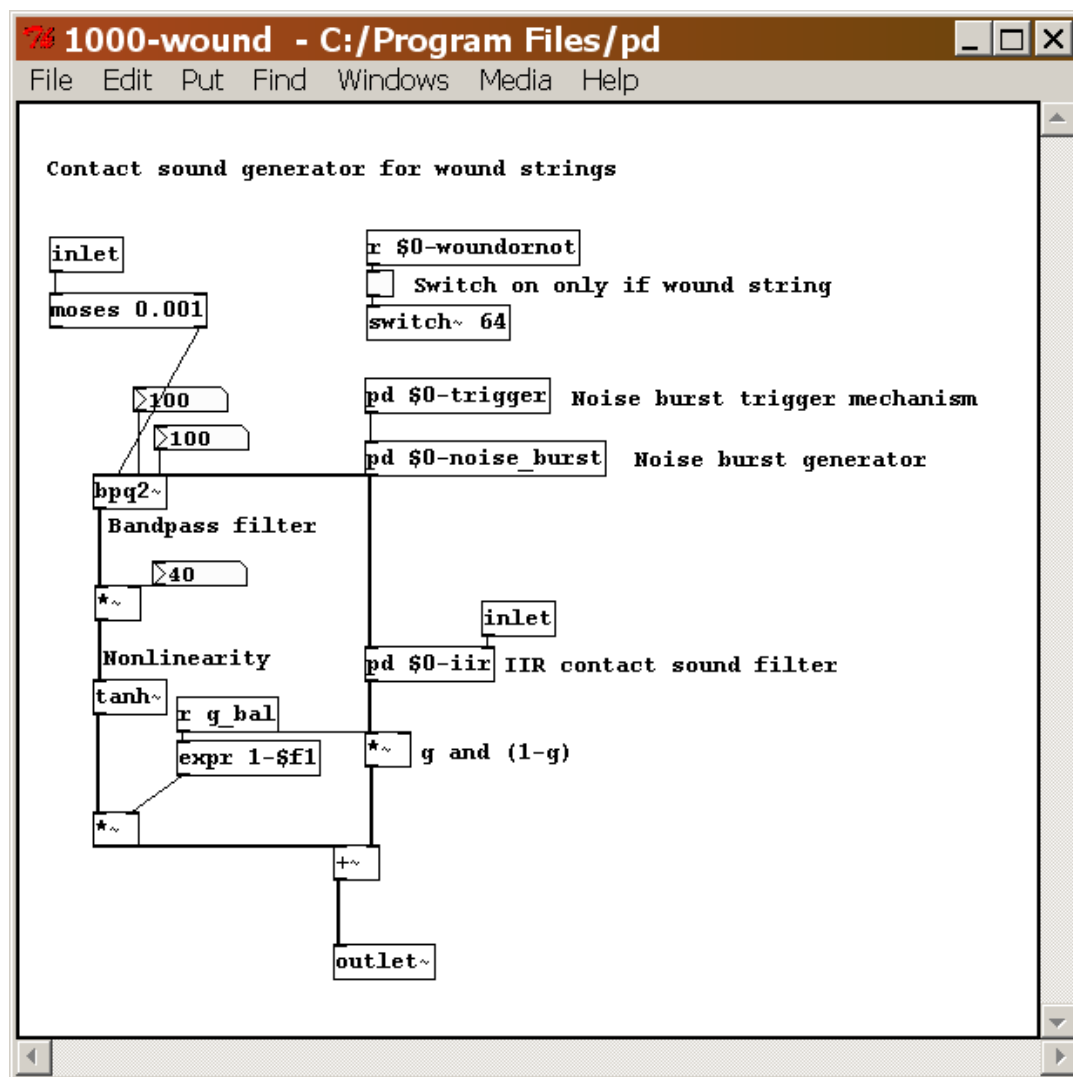 1000-wound - C:/Program Files/pd
File Edit Put Find Windows Media Help
Contact sound generator for wound strings
inlet
r $0-woundornot
Switch on only if wound string
moses 0.001
switch~ 64
100
pd $0-trigger Noise burst trigger mechanism
100
pd $0-noise_burst Noise burst generator
bpq2~
Bandpass filter
40
*~
inlet
Nonlinearity
pd $0-iir IIR contact sound filter
tanh~
r g_bal
*~ g and (1-g)
expr 1-$f1
*~
+~
outlet~